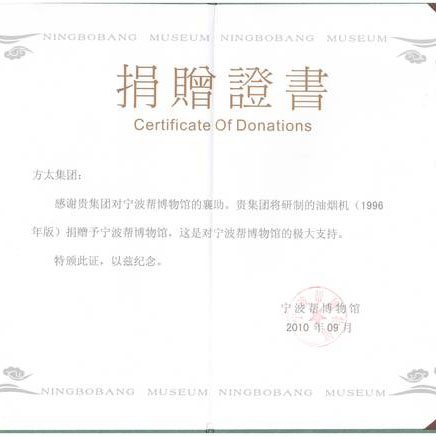 NINGBOBANG MUSEUM NINGBOBANG MUSEUM
捐贈證書
Certificate Of Donations
方太集团:
感谢贵集团对宁波帮博物馆的襄助。贵集团将研制的油烟机（1996
年版）捐赠予宁波帮博物馆，这是对宁波帮博物馆的极大支持。
特颁此证，以兹纪念。
宁波帮博物馆
2010 年 09 月
NINGBOBANG MUSEUM NINGBOBANG MUSEUM